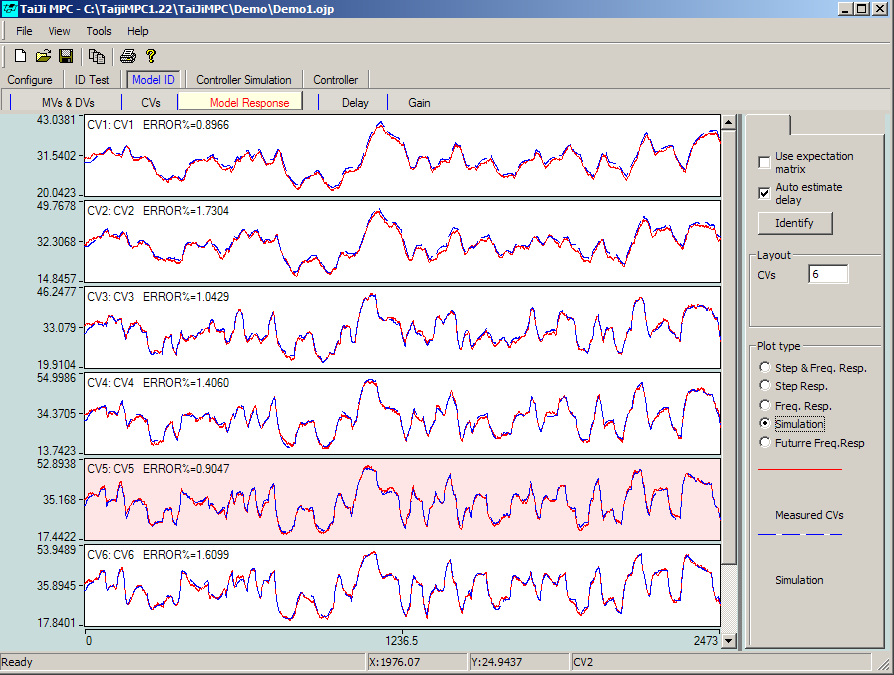 TaiJi MPC - C:\TaijiMPC1.22\TaiJiMPC\Demo\Demo1.ojp
File View Tools Help
Configure ID Test Model ID Controller Simulation Controller
MVs & DVs CVs Model Response Delay Gain
43.0381
CV1: CV1 ERROR%=0.8966
31.5402
20.0423
49.7678
CV2: CV2 ERROR%=1.7304
32.3068
14.8457
46.2477
CV3: CV3 ERROR%=1.0429
33.079
19.9104
54.9986
CV4: CV4 ERROR%=1.4060
34.3705
13.7423
52.8938
CV5: CV5 ERROR%=0.9047
35.168
17.4422
53.9489
CV6: CV6 ERROR%=1.6099
35.8945
17.8401
0 1236.5 2473
Use expectation
matrix
Auto estimate
delay
Identify
Layout
CVs 6
Plot type
Step & Freq. Resp.
Step Resp.
Freq. Resp.
Simulation
Futurre Freq.Resp
Measured CVs
Simulation
Ready X:1976.07 Y:24.9437 CV2